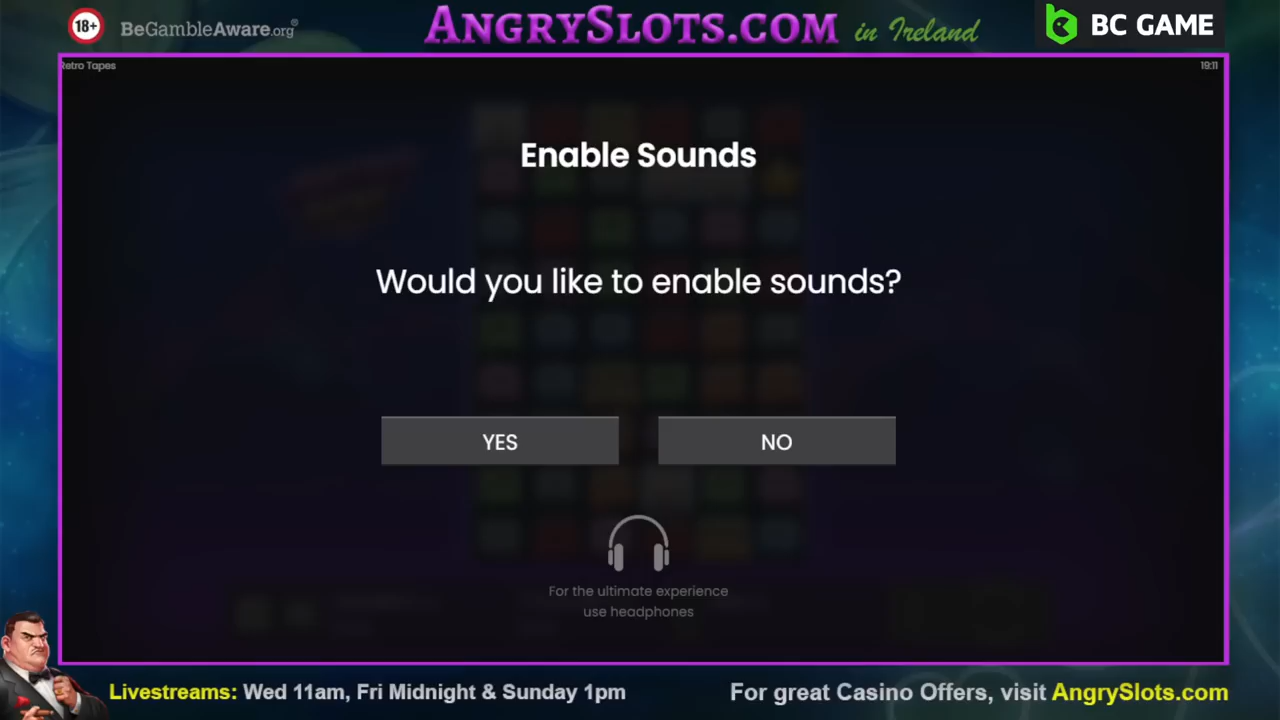 18+
BeGambleAware.org®
AngrySlots.com in Ireland
BC GAME
Retro Tapes
19:11
Enable Sounds
Would you like to enable sounds?
YES
NO
For the ultimate experience
use headphones
Livestreams: Wed 11am, Fri Midnight & Sunday 1pm
For great Casino Offers, visit AngrySlots.com